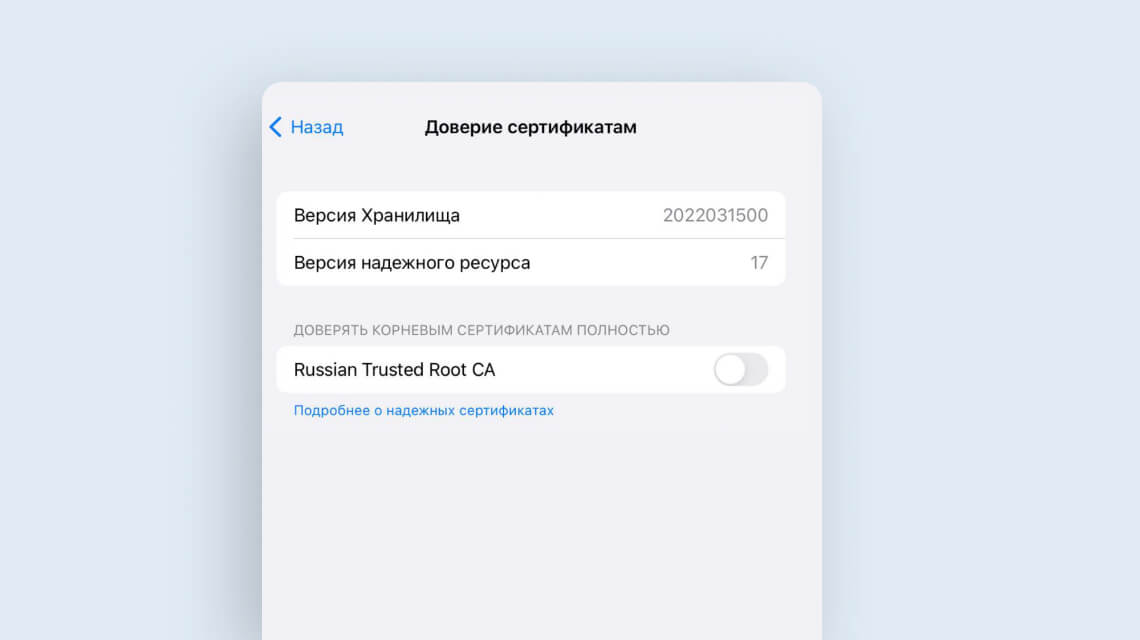 Назад
Доверие сертификатам
Версия Хранилища 2022031500
Версия надежного ресурса 17
ДОВЕРЯТЬ КОРНЕВЫМ СЕРТИФИКАТАМ ПОЛНОСТЬЮ
Russian Trusted Root CA
Подробнее о надежных сертификатах